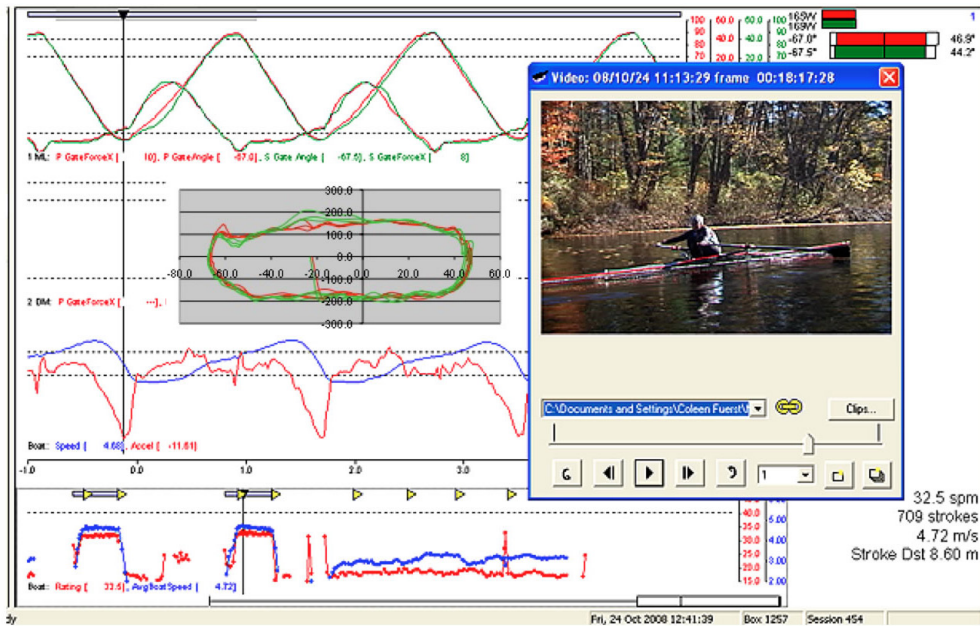 165W
169W
1
-67.0° 46.9°
-67.5° 44.2°
100 60.0 60.0 100
90 50.0 50.0 90
80 80
40.0 40.0
70 70
Video: 08/10/24 11:13:29 frame 00:18:17:28
1 ML: P GateForceX [ 10], P GateAngle [ -67.0], S Gate Angle [ -67.5], S GateForceX [ 8]
300.0
200.0
100.0
0.0
-80.0 -60.0 -40.0 -20.0 0.0 20.0 40.0 60.0
-100.0
-200.0
-300.0
2 DM: P GateForceX [ ---],
C:\Documents and Settings\Coleen Fuerst\
Clips...
Boat: Speed [ 4.68], Accel [ -11.61]
-1.0 0.0 1.0 2.0 3.0
1
40.0 5.00
35.0
30.0 4.00
25.0
3.00
20.0
15.0 2.00
32.5 spm
709 strokes
4.72 m/s
Stroke Dst 8.60 m
Boat: Rating [ 32.5], AvgBoatSpeed [ 4.72]
dy
Fri, 24 Oct 2008 12:41:39 Box 1257 Session 454